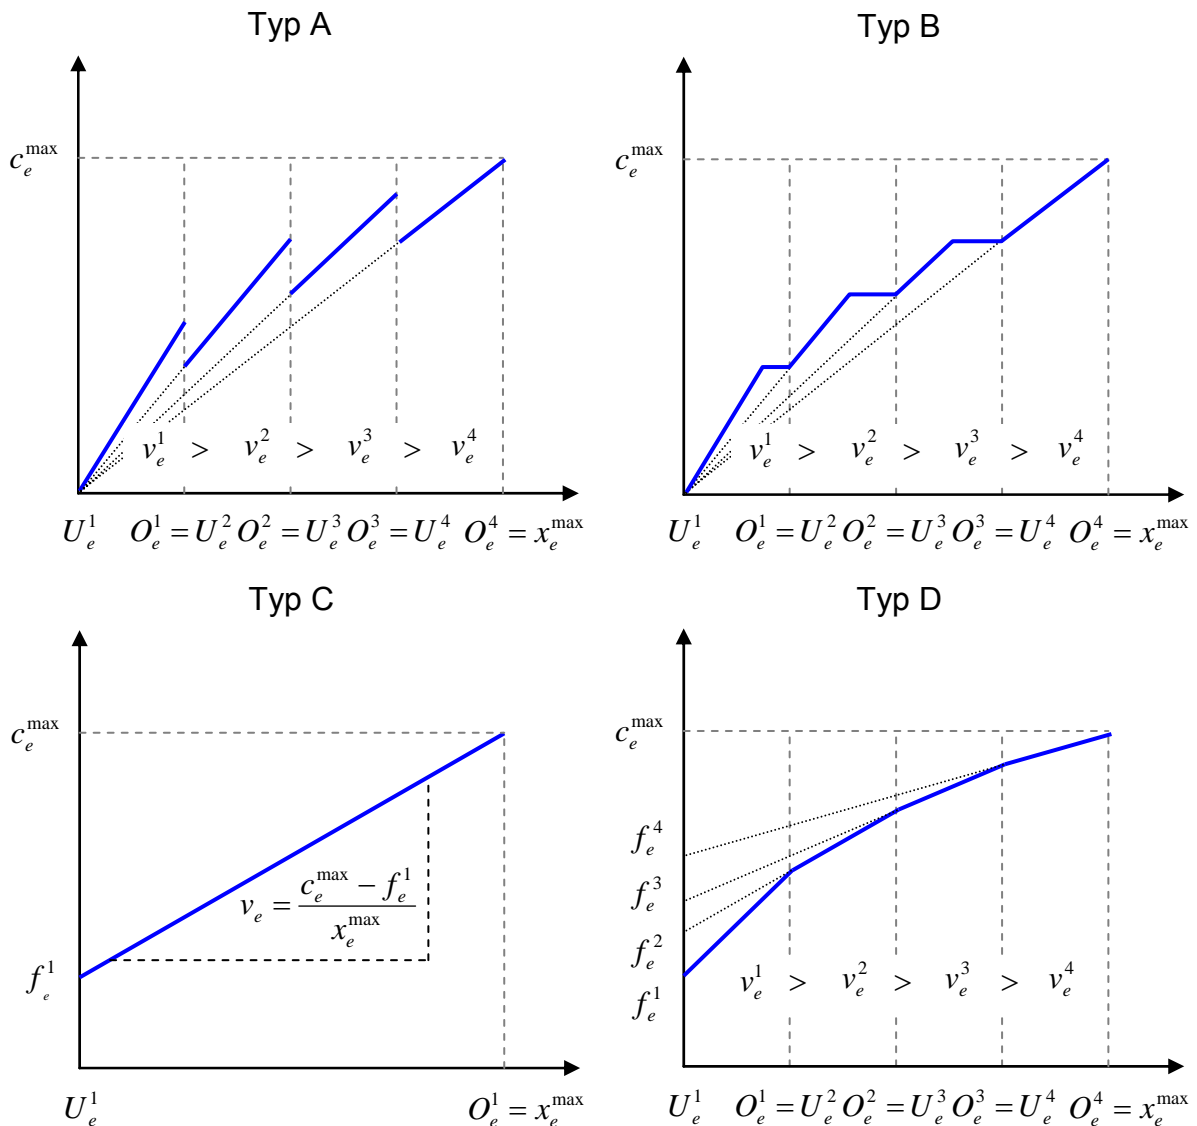 Typ A
c_e^max
v_e^1 > v_e^2 > v_e^3 > v_e^4
U_e^1 O_e^1 = U_e^2 O_e^2 = U_e^3 O_e^3 = U_e^4 O_e^4 = x_e^max
Typ B
c_e^max
v_e^1 > v_e^2 > v_e^3 > v_e^4
U_e^1 O_e^1 = U_e^2 O_e^2 = U_e^3 O_e^3 = U_e^4 O_e^4 = x_e^max
Typ C
c_e^max
v_e = (c_e^max − f_e^1) / x_e^max
f_e^1
U_e^1 O_e^1 = x_e^max
Typ D
c_e^max
f_e^4
f_e^3
f_e^2
f_e^1
v_e^1 > v_e^2 > v_e^3 > v_e^4
U_e^1 O_e^1 = U_e^2 O_e^2 = U_e^3 O_e^3 = U_e^4 O_e^4 = x_e^max